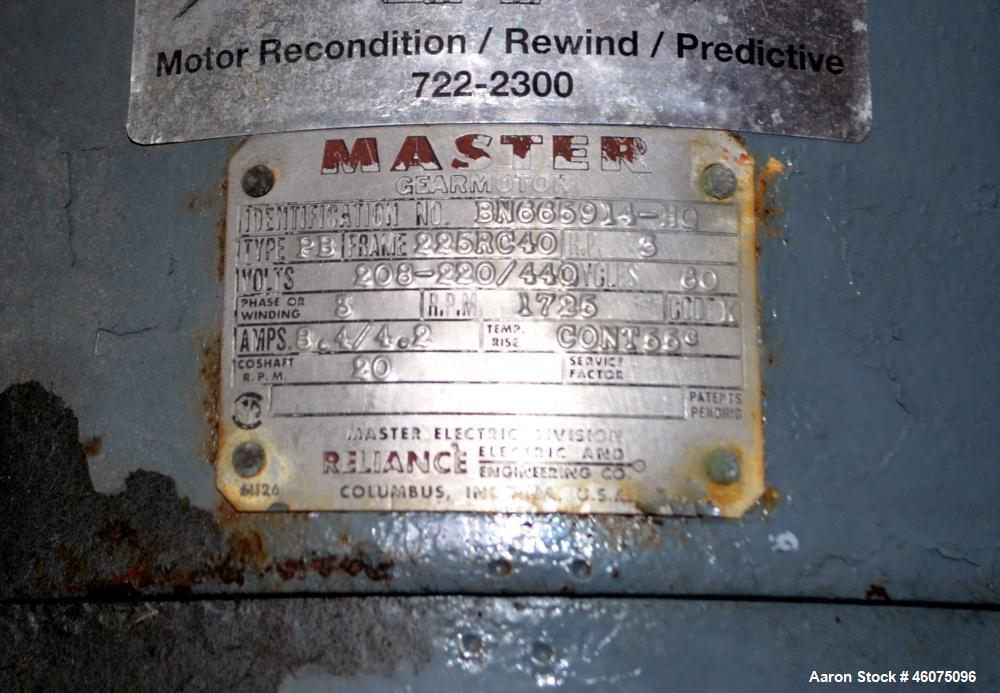 Motor Recondition / Rewind / Predictive
722-2300
MASTER
GEARMOTOR
IDENTIFICATION NO. BN665914-HQ
TYPE PB FRAME 225RC40 H.P. 3
VOLTS 208-220/440 CYCLES 60
PHASE OR WINDING 3 R.P.M. 1725 CODE K
AMPS. 8.4/4.2 TEMP. RISE CONT55C
COSHAFT R.P.M. 20 SERVICE FACTOR
PATENTS PENDING
MASTER ELECTRIC DIVISION
RELIANCE ELECTRIC AND ENGINEERING CO.
COLUMBUS, INDIANA, U.S.A.
Aaron Stock # 46075096